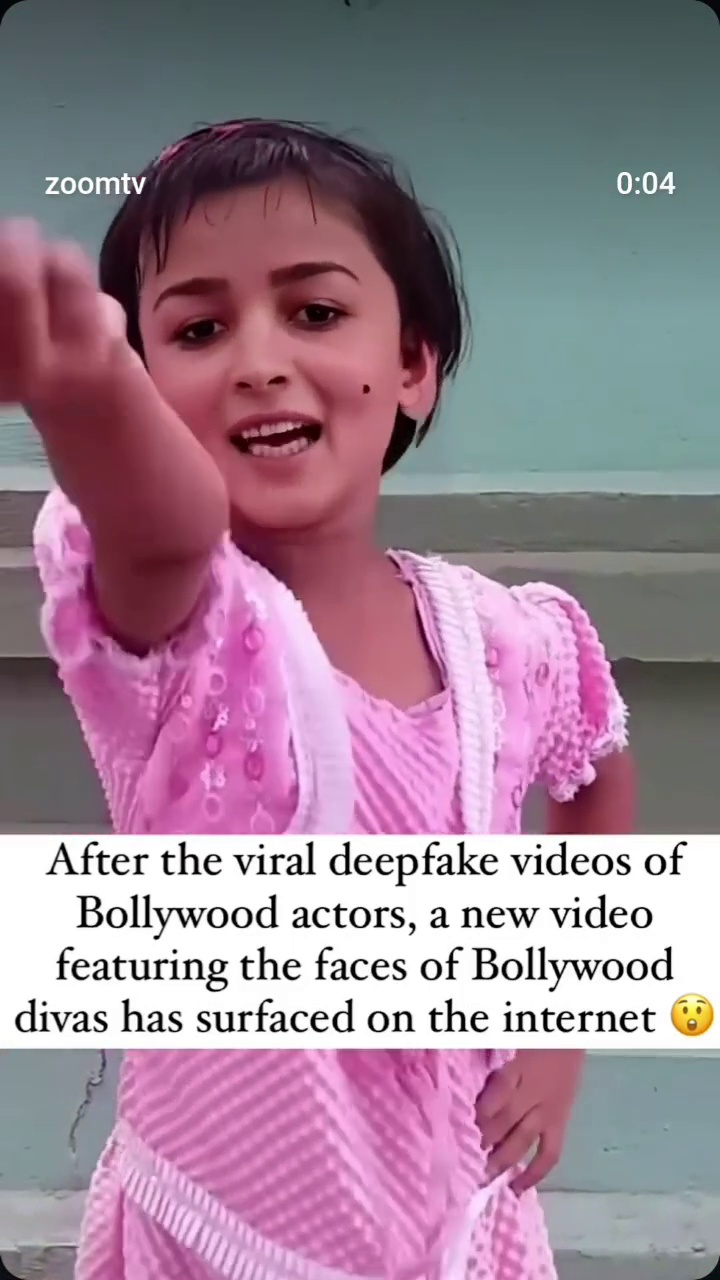 zoomtv
0:04
After the viral deepfake videos of
Bollywood actors, a new video
featuring the faces of Bollywood
divas has surfaced on the internet 😲